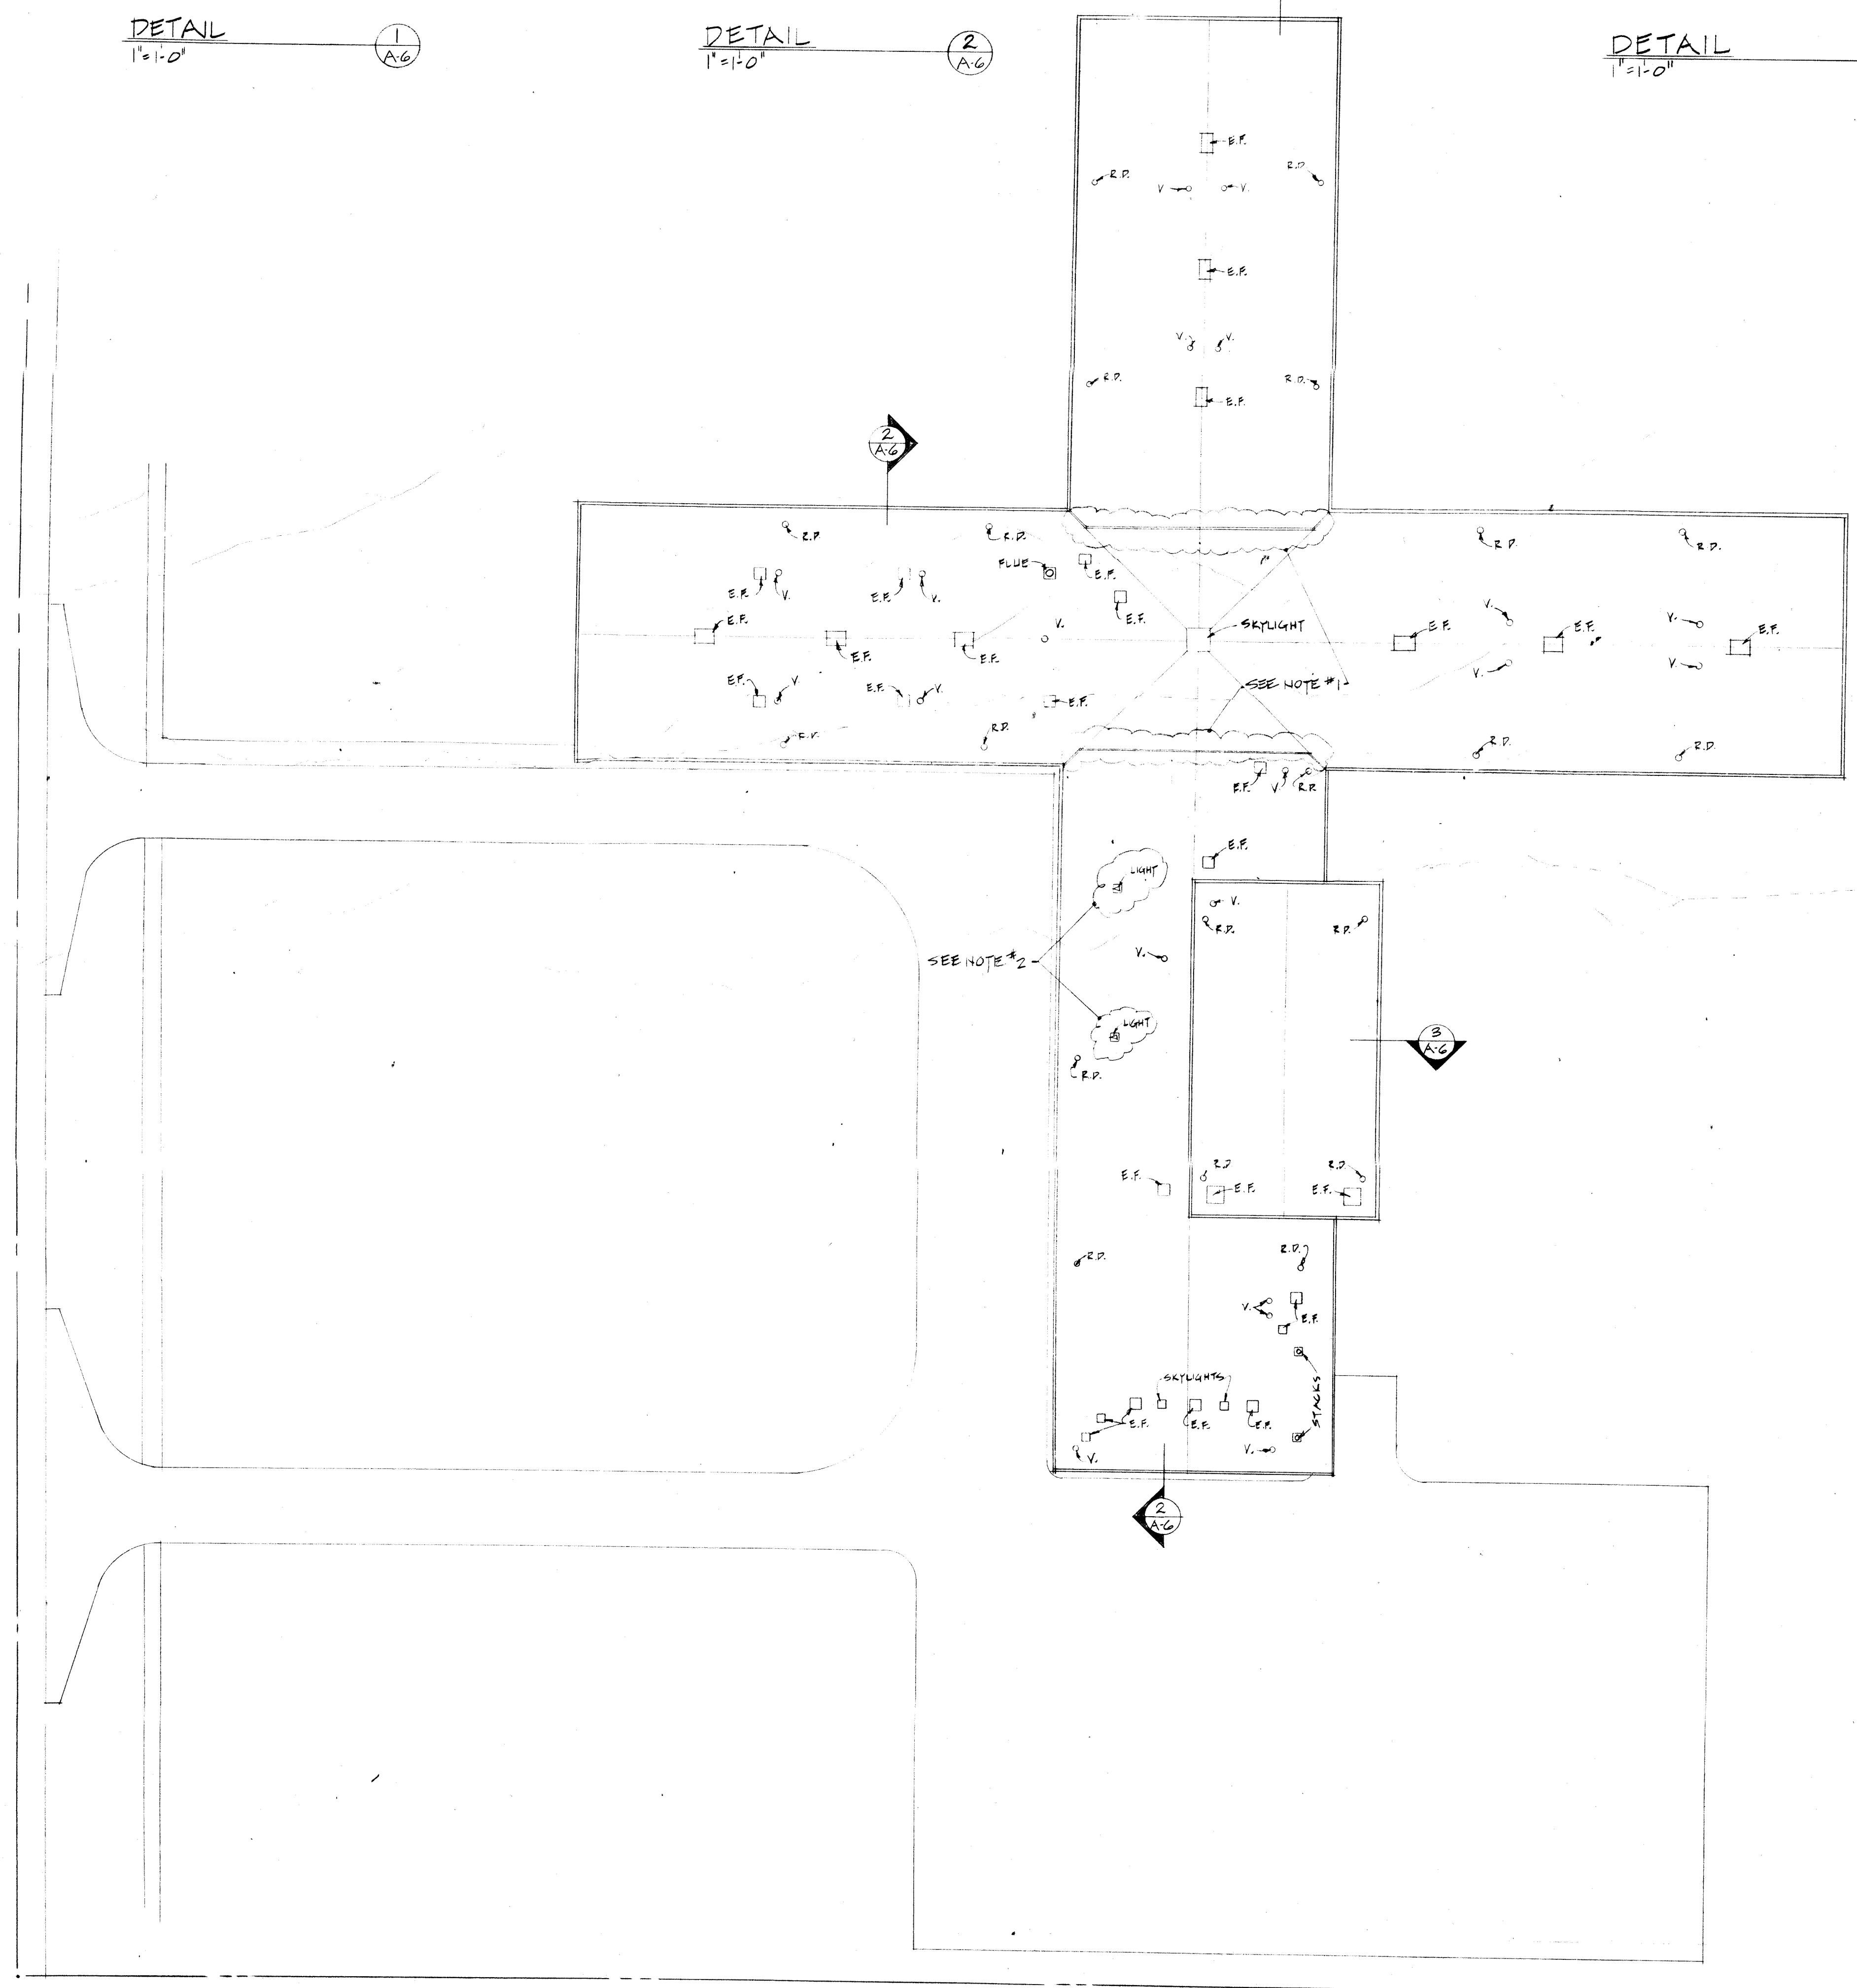 DETAIL
1"=1'-0"
1
A-6
DETAIL
1"=1'-0"
2
A-6
DETAIL
1"=1'-0"
E.F.
R.D.
R.D.
V
V.
E.F.
V.
V.
R.D.
R.D.
E.F.
2
A-6
R.D.
R.D.
R.D.
R.D.
FLUE
E.F.
E.F.
V.
E.F.
V.
E.F.
V.
V.
E.F.
V.
SKYLIGHT
E.F.
E.F.
E.F.
E.F.
E.F.
V.
V.
E.F.
V.
E.F.
V.
E.F.
SEE NOTE #1
R.D.
R.D.
R.D.
E.F.
V
R.D.
E.F.
LIGHT
V.
R.D.
R.D.
V.
SEE NOTE #2
LIGHT
3
A-6
R.D.
E.F.
R.D
R.D.
E.F.
E.F.
R.D.
R.D.
V.
E.F.
SKYLIGHTS
STACKS
E.F.
E.F.
E.F.
V.
V.
2
A-6